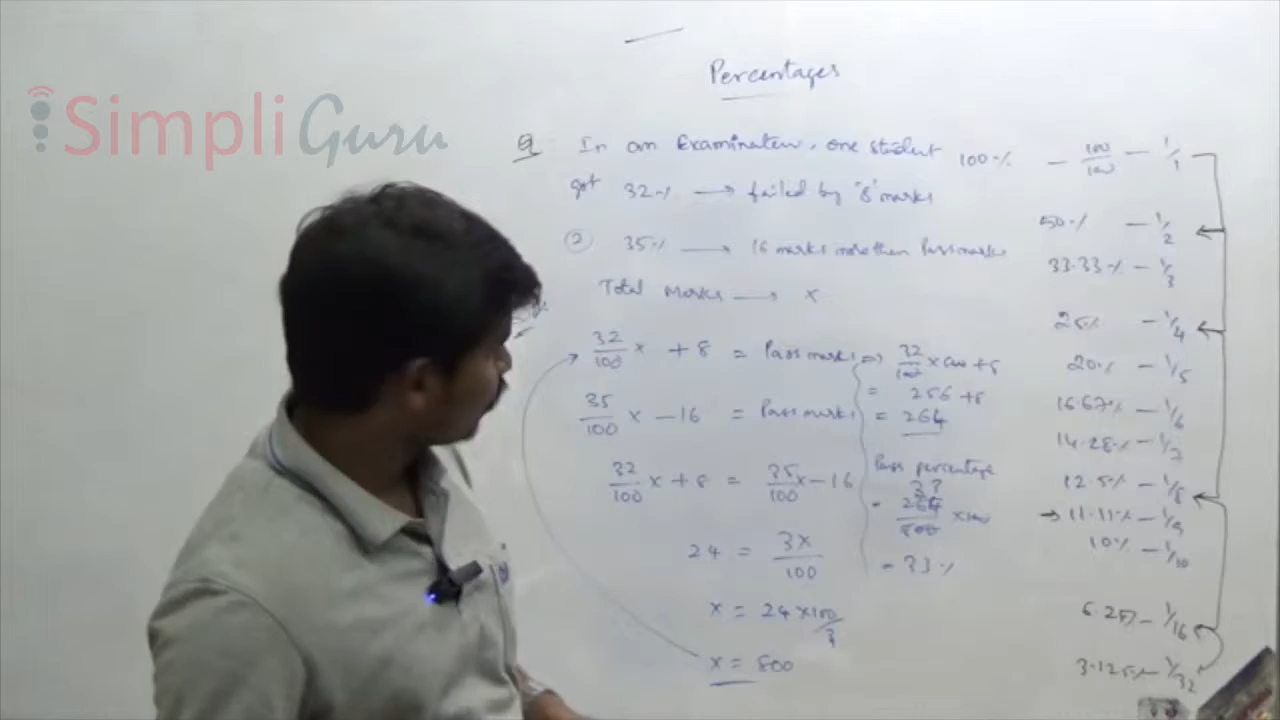 SimpliGuru
Percentages
Q In an Examination, one student
got 32% → failed by '8' marks
② 35% → 16 marks more than Pass marks
Total Marks → x
32/100 x + 8 = Pass marks
35/100 x - 16 = Pass marks
32/100 x + 8 = 35/100 x - 16
24 = 3x/100
x = 24 x 100/3
x = 800
⇒ 32/100 x 800 + 8
= 256 + 8
= 264
Pass percentage
33
= 264/800 x 100
= 33%
100% - 100/100 - 1/1
50% - 1/2
33.33% - 1/3
25% - 1/4
20% - 1/5
16.67% - 1/6
14.28% - 1/7
12.5% - 1/8
→ 11.11% - 1/9
10% - 1/10
6.25% - 1/16
3.125% - 1/32